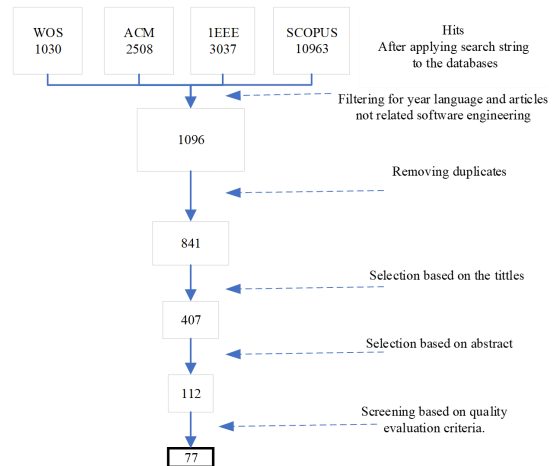 WOS
1030
ACM
2508
IEEE
3037
SCOPUS
10963
Hits
After applying search string
to the databases
Filtering for year language and articles
not related software engineering
1096
Removing duplicates
841
Selection based on the tittles
407
Selection based on abstract
112
Screening based on quality
evaluation criteria.
77